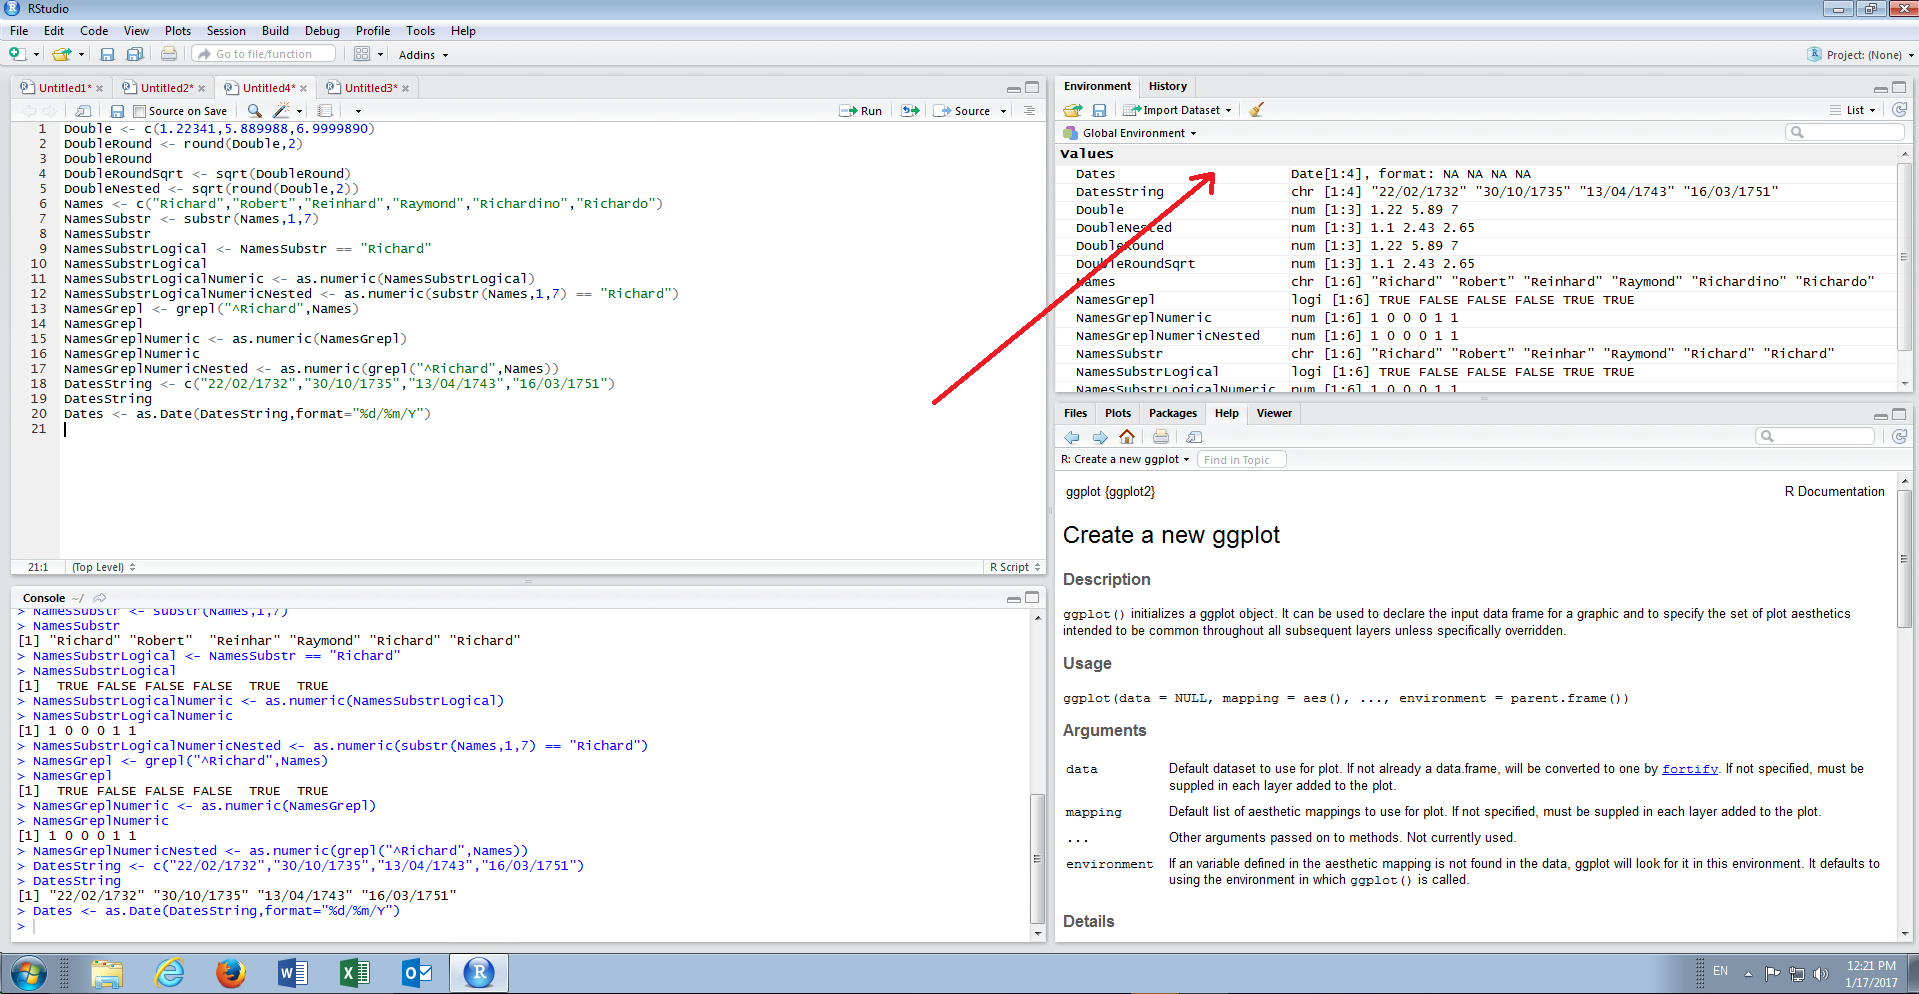 RStudio
File Edit Code View Plots Session Build Debug Profile Tools Help
Go to file/function Addins Project: (None)
Untitled1* Untitled2* Untitled4* Untitled3*
Source on Save Run Source
1 Double <- c(1.22341,5.889988,6.9999890)
2 DoubleRound <- round(Double,2)
3 DoubleRound
4 DoubleRoundSqrt <- sqrt(DoubleRound)
5 DoubleNested <- sqrt(round(Double,2))
6 Names <- c("Richard","Robert","Reinhard","Raymond","Richardino","Richardo")
7 NamesSubstr <- substr(Names,1,7)
8 NamesSubstr
9 NamesSubstrLogical <- NamesSubstr == "Richard"
10 NamesSubstrLogical
11 NamesSubstrLogicalNumeric <- as.numeric(NamesSubstrLogical)
12 NamesSubstrLogicalNumericNested <- as.numeric(substr(Names,1,7) == "Richard")
13 NamesGrepl <- grepl("^Richard",Names)
14 NamesGrepl
15 NamesGreplNumeric <- as.numeric(NamesGrepl)
16 NamesGreplNumeric
17 NamesGreplNumericNested <- as.numeric(grepl("^Richard",Names))
18 DatesString <- c("22/02/1732","30/10/1735","13/04/1743","16/03/1751")
19 DatesString
20 Dates <- as.Date(DatesString,format="%d/%m/Y")
21
21:1 (Top Level) R Script
Console ~/
> NamesSubstr <- substr(Names,1,7)
> NamesSubstr
[1] "Richard" "Robert"  "Reinhar" "Raymond" "Richard" "Richard"
> NamesSubstrLogical <- NamesSubstr == "Richard"
> NamesSubstrLogical
[1]  TRUE FALSE FALSE FALSE  TRUE  TRUE
> NamesSubstrLogicalNumeric <- as.numeric(NamesSubstrLogical)
> NamesSubstrLogicalNumeric
[1] 1 0 0 0 1 1
> NamesSubstrLogicalNumericNested <- as.numeric(substr(Names,1,7) == "Richard")
> NamesGrepl <- grepl("^Richard",Names)
> NamesGrepl
[1]  TRUE FALSE FALSE FALSE  TRUE  TRUE
> NamesGreplNumeric <- as.numeric(NamesGrepl)
> NamesGreplNumeric
[1] 1 0 0 0 1 1
> NamesGreplNumericNested <- as.numeric(grepl("^Richard",Names))
> DatesString <- c("22/02/1732","30/10/1735","13/04/1743","16/03/1751")
> DatesString
[1] "22/02/1732" "30/10/1735" "13/04/1743" "16/03/1751"
> Dates <- as.Date(DatesString,format="%d/%m/Y")
>
Environment History
Import Dataset List
Global Environment
Values
Dates Date[1:4], format: NA NA NA NA
DatesString chr [1:4] "22/02/1732" "30/10/1735" "13/04/1743" "16/03/1751"
Double num [1:3] 1.22 5.89 7
DoubleNested num [1:3] 1.1 2.43 2.65
DoubleRound num [1:3] 1.22 5.89 7
DoubleRoundSqrt num [1:3] 1.1 2.43 2.65
Names chr [1:6] "Richard" "Robert" "Reinhard" "Raymond" "Richardino" "Richardo"
NamesGrepl logi [1:6] TRUE FALSE FALSE FALSE TRUE TRUE
NamesGreplNumeric num [1:6] 1 0 0 0 1 1
NamesGreplNumericNested num [1:6] 1 0 0 0 1 1
NamesSubstr chr [1:6] "Richard" "Robert" "Reinhar" "Raymond" "Richard" "Richard"
NamesSubstrLogical logi [1:6] TRUE FALSE FALSE FALSE TRUE TRUE
NamesSubstrLogicalNumeric num [1:6] 1 0 0 0 1 1
Files Plots Packages Help Viewer
R: Create a new ggplot Find in Topic
ggplot {ggplot2} R Documentation
Create a new ggplot
Description
ggplot() initializes a ggplot object. It can be used to declare the input data frame for a graphic and to specify the set of plot aesthetics
intended to be common throughout all subsequent layers unless specifically overridden.
Usage
ggplot(data = NULL, mapping = aes(), ..., environment = parent.frame())
Arguments
data Default dataset to use for plot. If not already a data.frame, will be converted to one by fortify. If not specified, must be
suppled in each layer added to the plot.
mapping Default list of aesthetic mappings to use for plot. If not specified, must be suppled in each layer added to the plot.
... Other arguments passed on to methods. Not currently used.
environment If an variable defined in the aesthetic mapping is not found in the data, ggplot will look for it in this environment. It defaults to
using the environment in which ggplot() is called.
Details
EN 12:21 PM
1/17/2017